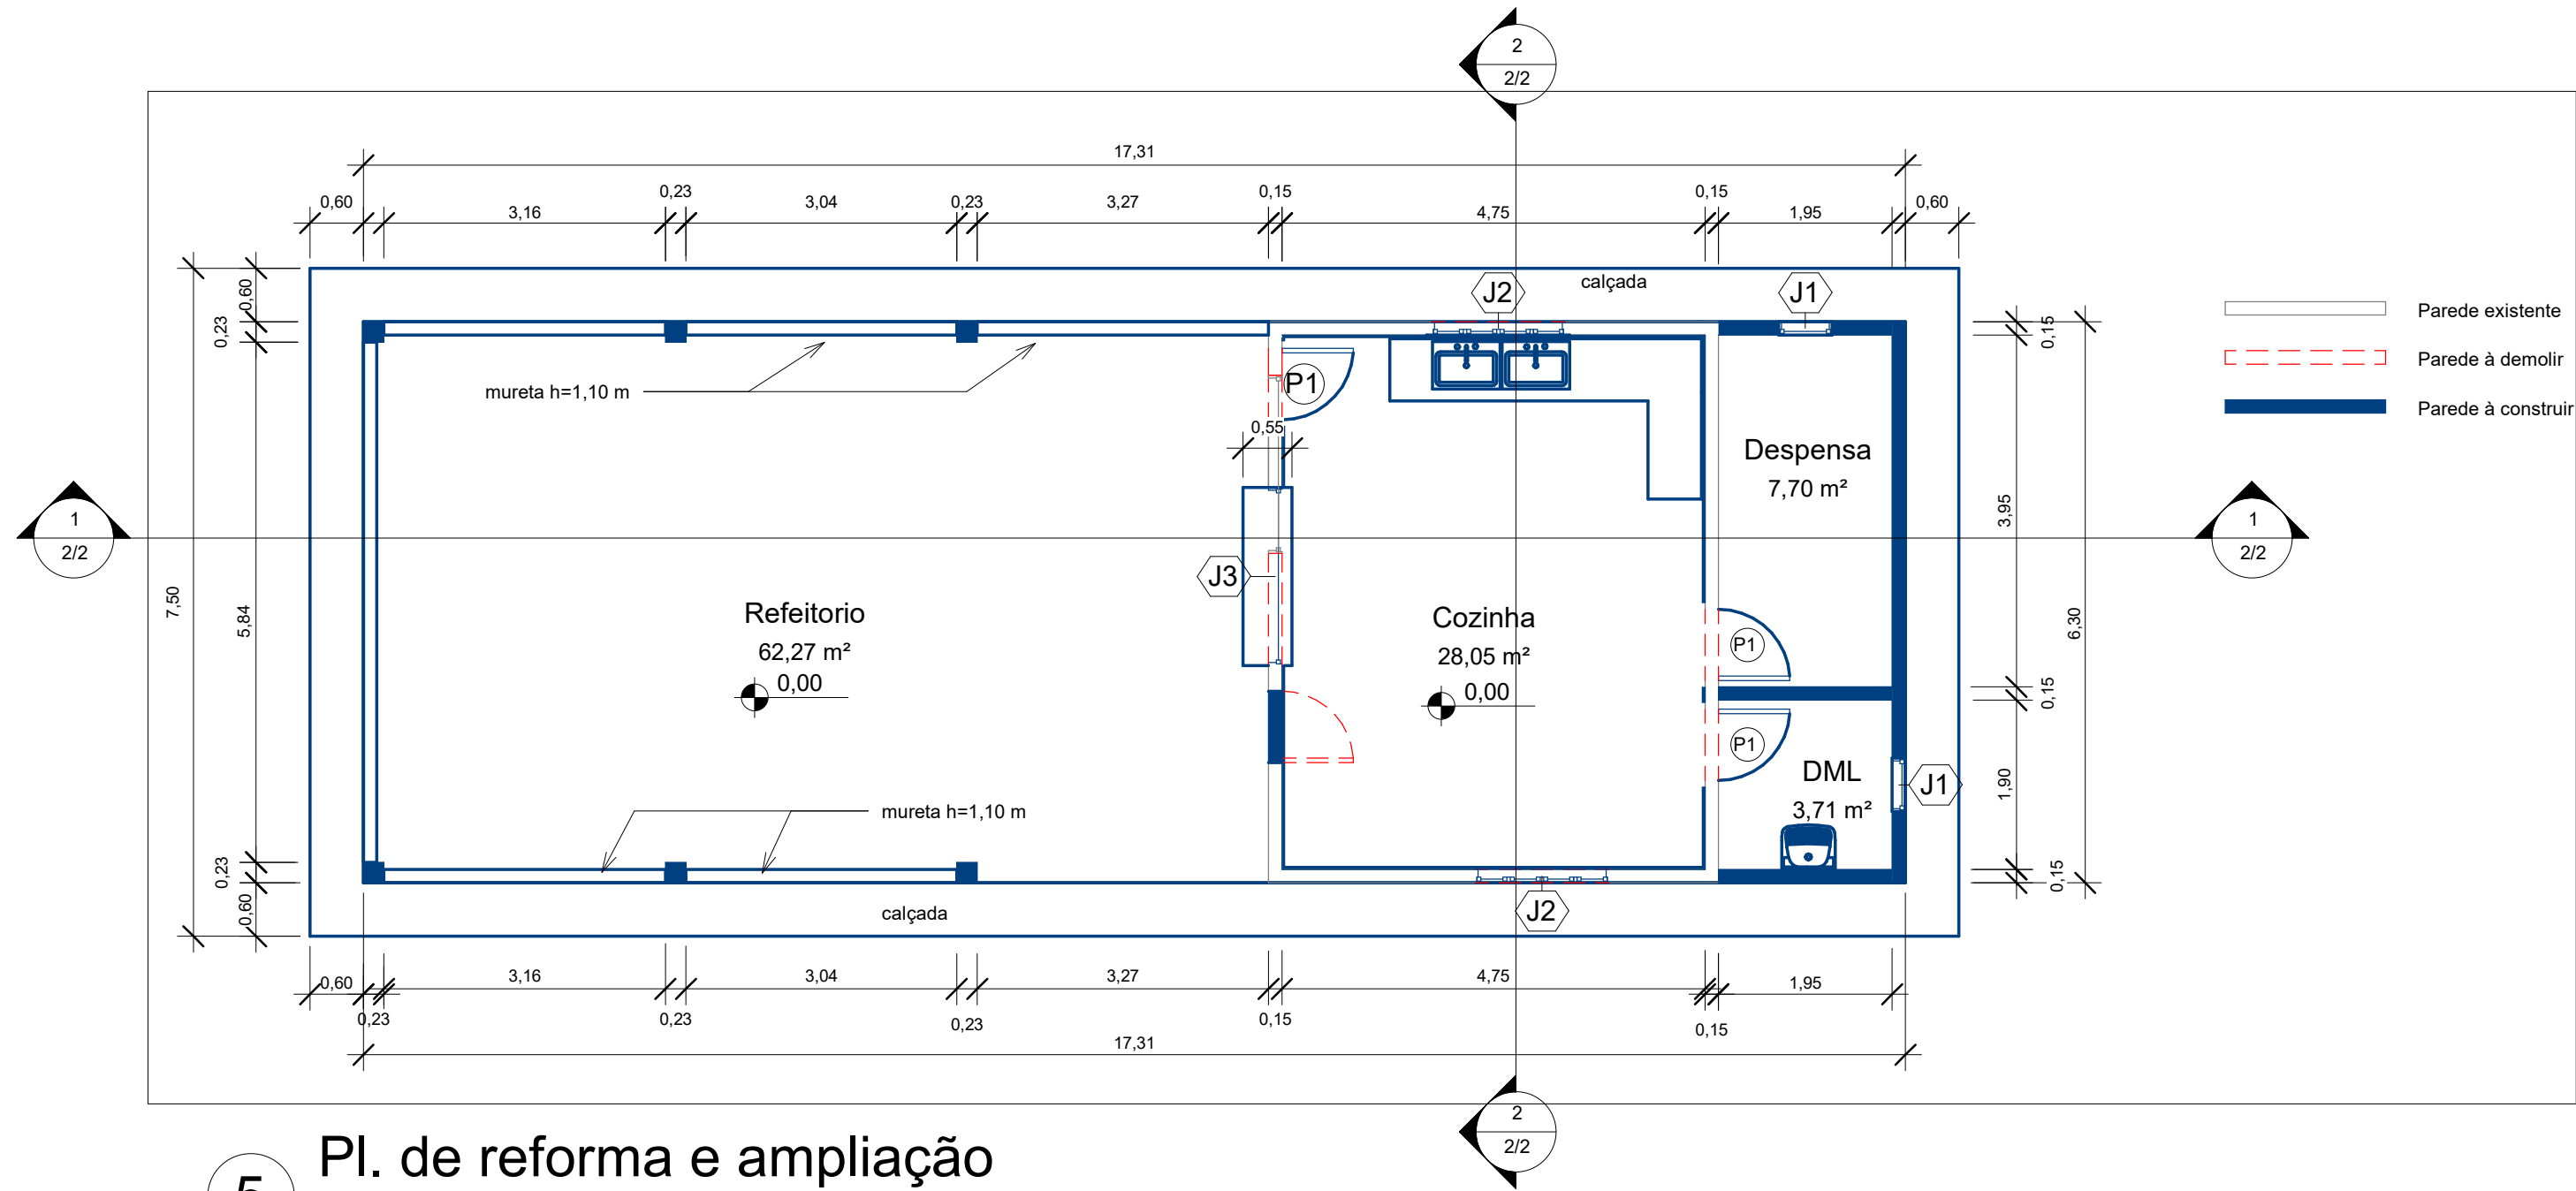 2
2/2
17,31
0,60
3,16
0,23
3,04
0,23
3,27
0,15
4,75
0,15
1,95
0,60
calçada
J2
J1
0,60
0,23
0,15
Parede existente
Parede à demolir
Parede à construir
mureta h=1,10 m
P1
0,55
Despensa
7,70 m²
1
2/2
3,95
1
2/2
J3
7,50
5,84
Refeitorio
62,27 m²
0,00
Cozinha
28,05 m²
0,00
P1
6,30
0,15
P1
DML
3,71 m²
J1
1,90
mureta h=1,10 m
0,23
0,60
0,15
calçada
J2
0,60
3,16
3,04
3,27
4,75
1,95
0,23
0,23
0,23
0,15
0,15
17,31
2
2/2
Pl. de reforma e ampliação
5